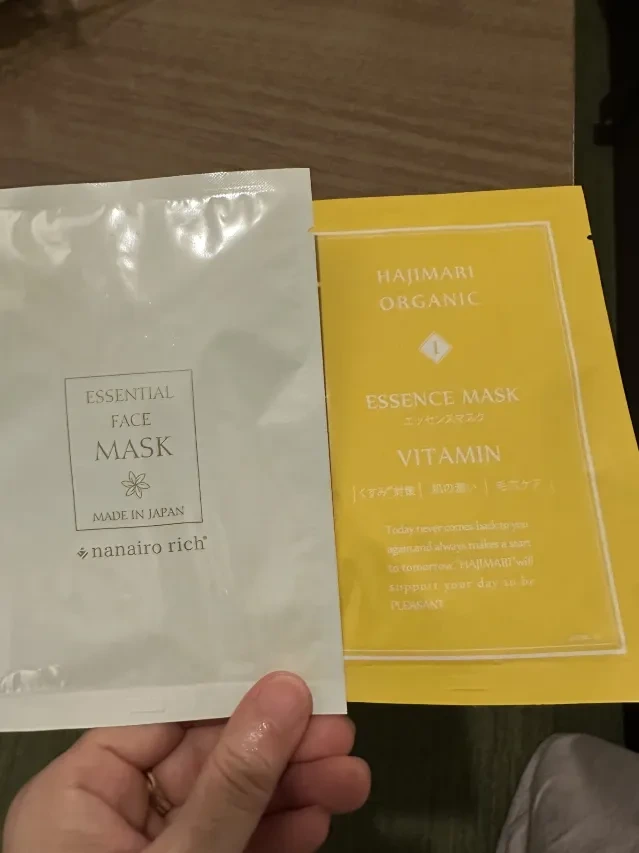 ESSENTIAL
FACE
MASK
MADE IN JAPAN
nanairo rich®
HAJIMARI
ORGANIC
1
ESSENCE MASK
エッセンスマスク
VITAMIN
くすみ※対策 | 肌の潤い | 毛穴ケア
Today never comes back to you
again and always makes a start
to tomorrow. "HAJIMARI" will
support your day to be
PLEASANT.